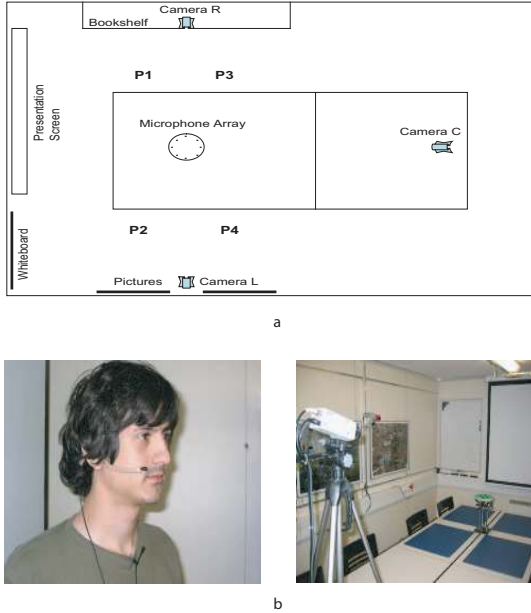 Camera R
Bookshelf
P1 P3
Presentation
Screen
Microphone Array
Camera C
P2 P4
Whiteboard
Pictures Camera L
a
b